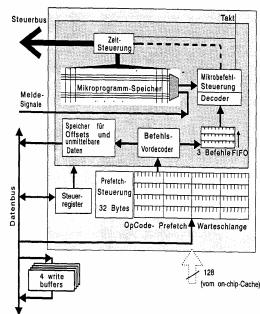 Steuerbus
Takt
Zeit-
Steuerung
Mikroprogramm-Speicher
Mikrobefehl-
Steuerung
Decoder
Melde-
Signale
Speicher für
Offsets und
unmittelbare
Daten
Befehls-
Vordecoder
3 Befehle FIFO
Datenbus
Steuer-
register
Prefetch-
Steuerung
32 Bytes
OpCode- Prefetch Warteschlange
4 write
buffers
128
(vom on-chip-Cache)